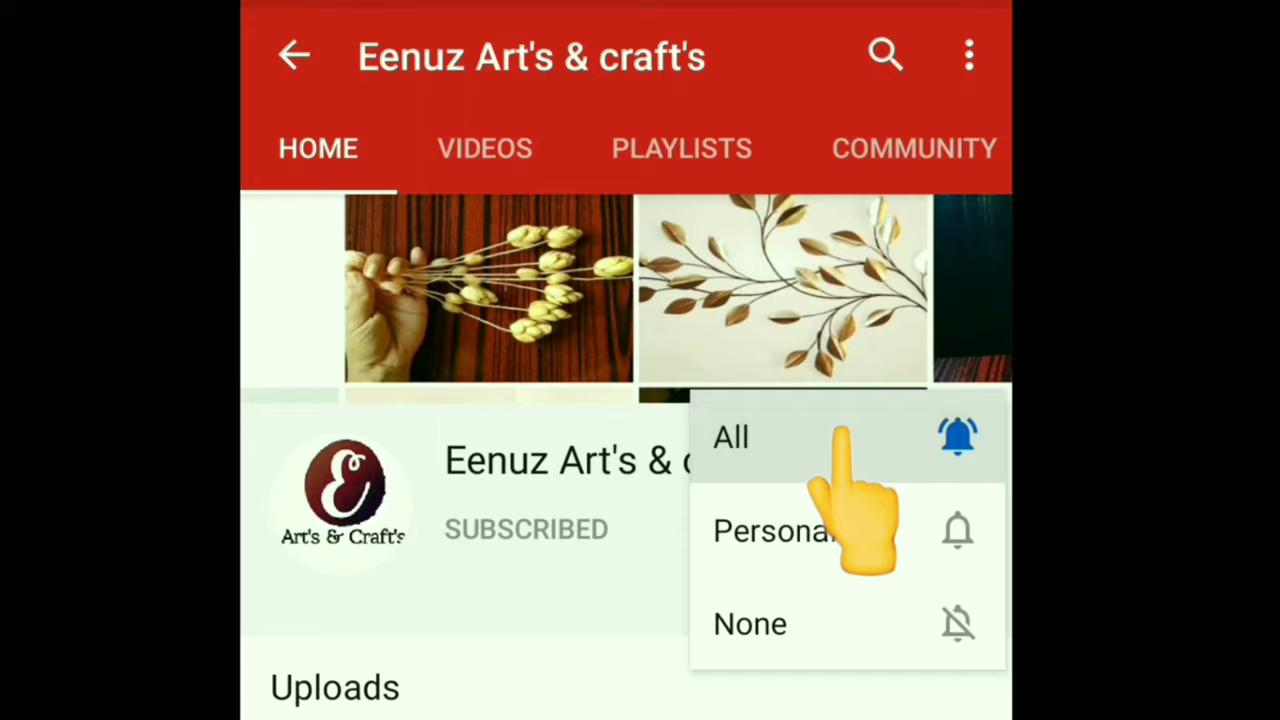 Eenuz Art's & craft's
HOME VIDEOS PLAYLISTS COMMUNITY
All
Eenuz Art's &
Art's & Craft's
SUBSCRIBED
None
Uploads